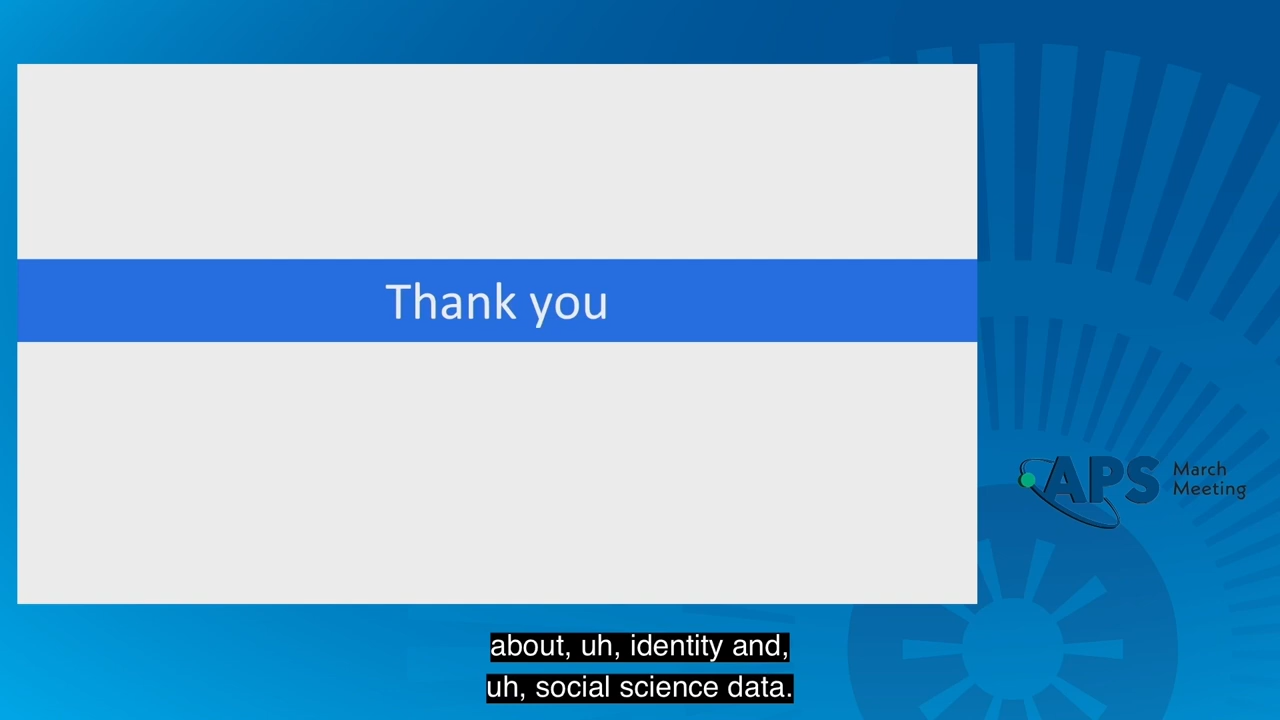 Thank you
APS March
Meeting
about, uh, identity and,
uh, social science data.